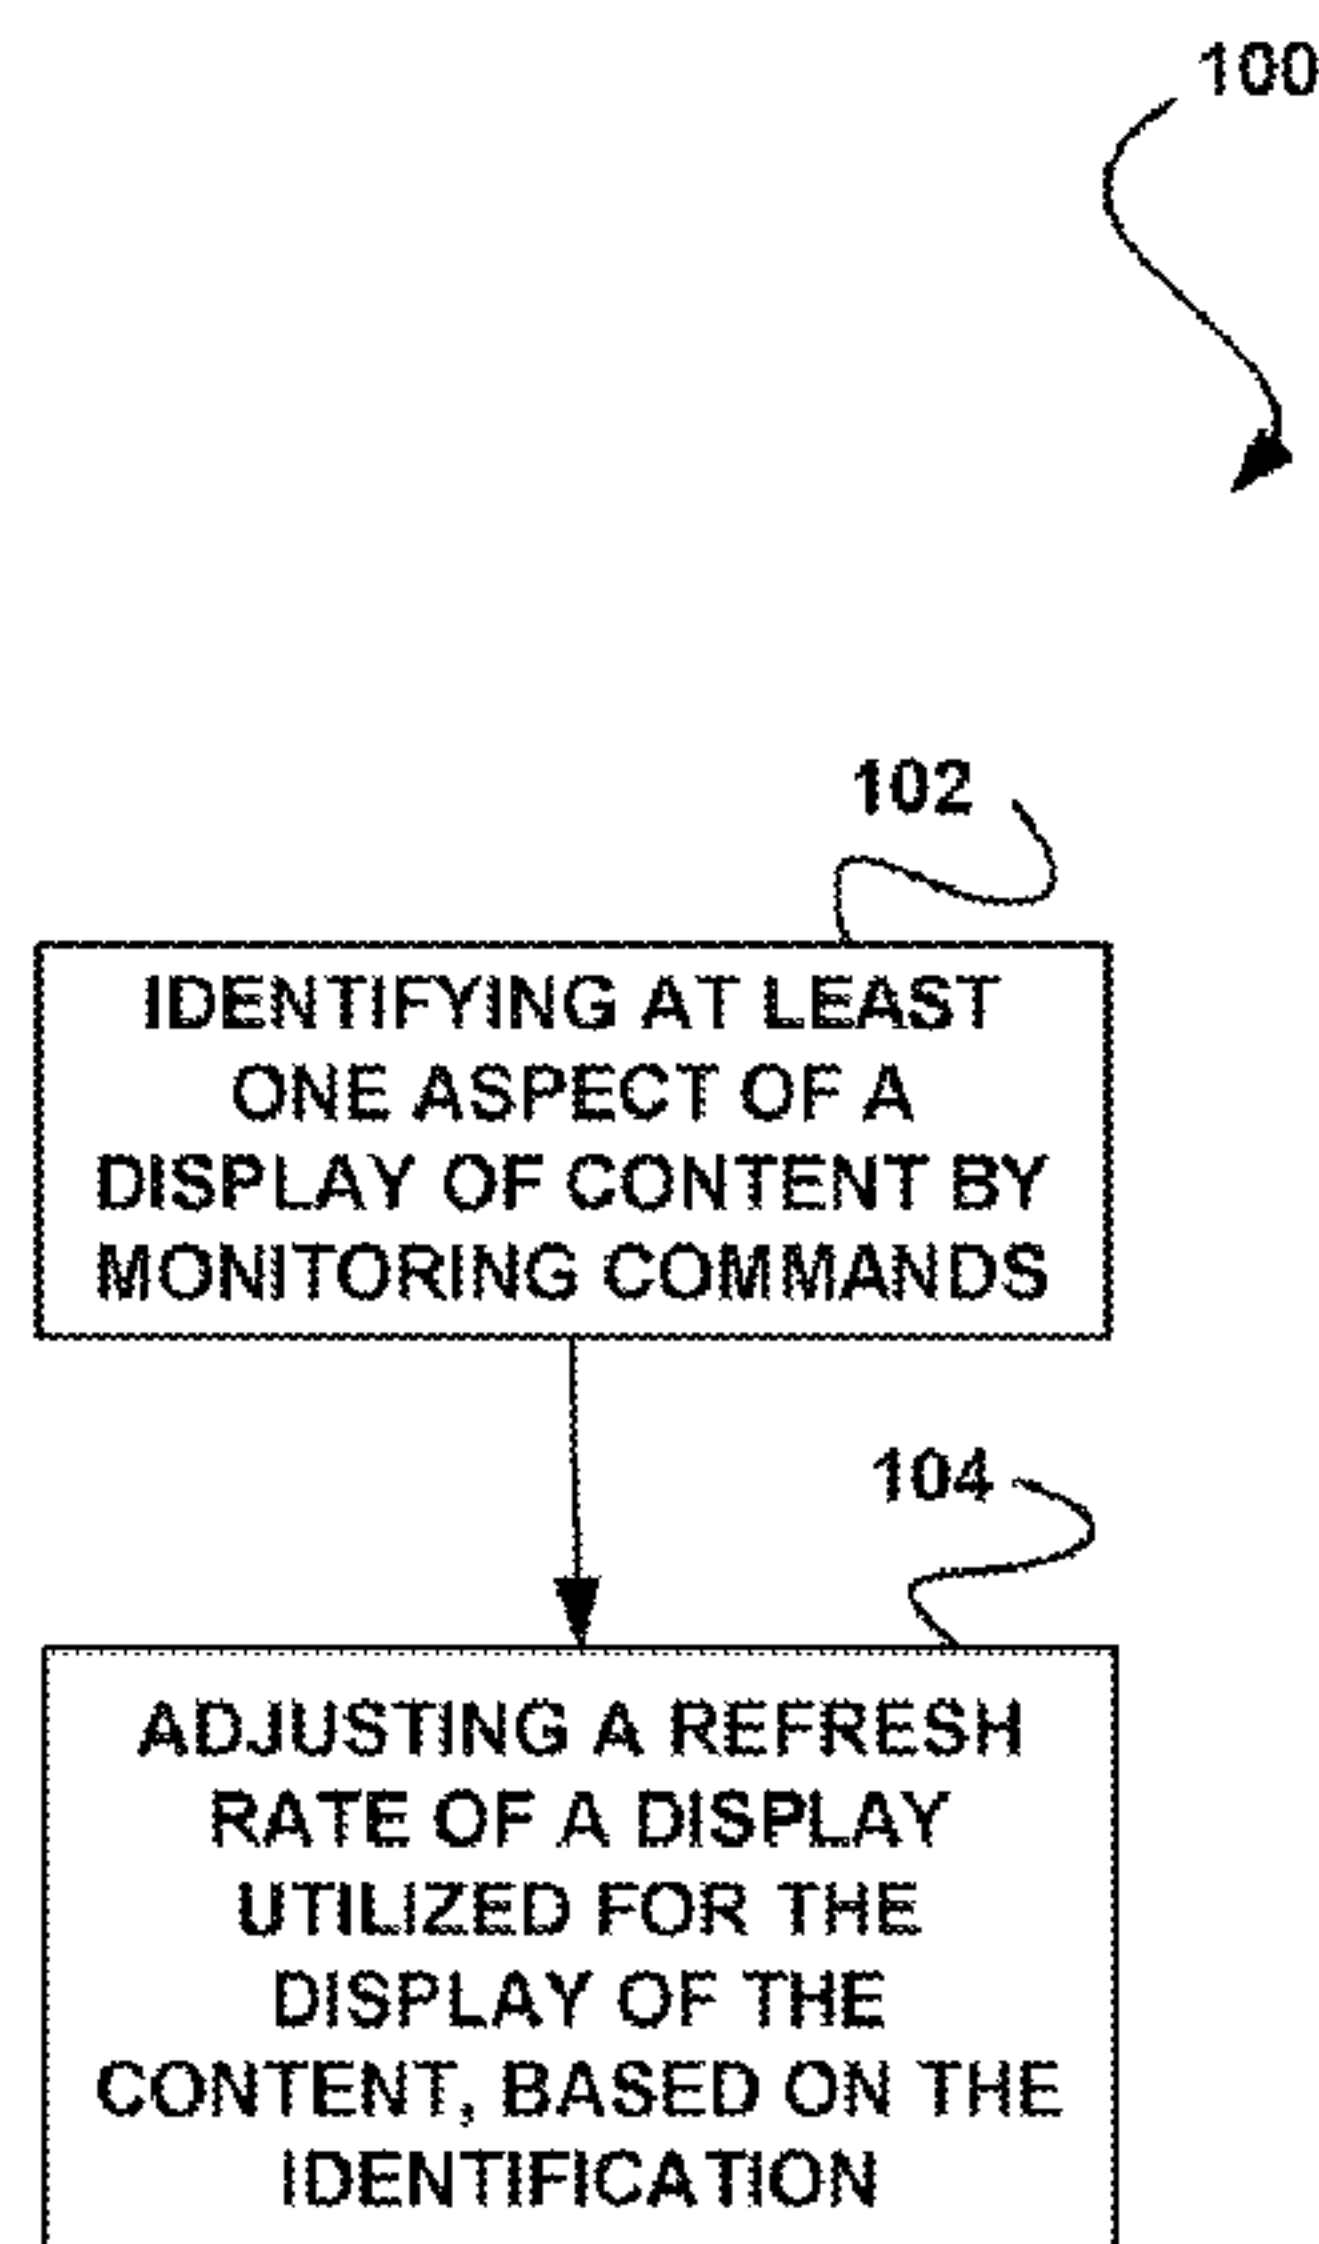 100
102
IDENTIFYING AT LEAST
ONE ASPECT OF A
DISPLAY OF CONTENT BY
MONITORING COMMANDS
104
ADJUSTING A REFRESH
RATE OF A DISPLAY
UTILIZED FOR THE
DISPLAY OF THE
CONTENT, BASED ON THE
IDENTIFICATION